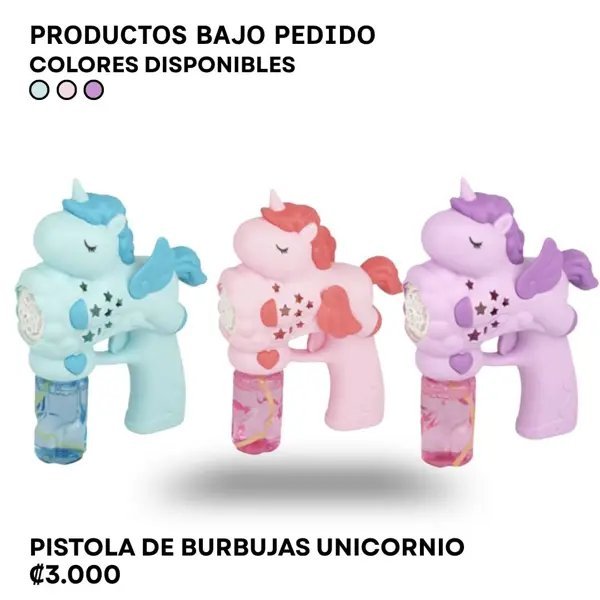 PRODUCTOS BAJO PEDIDO
COLORES DISPONIBLES
PISTOLA DE BURBUJAS UNICORNIO
₡3.000